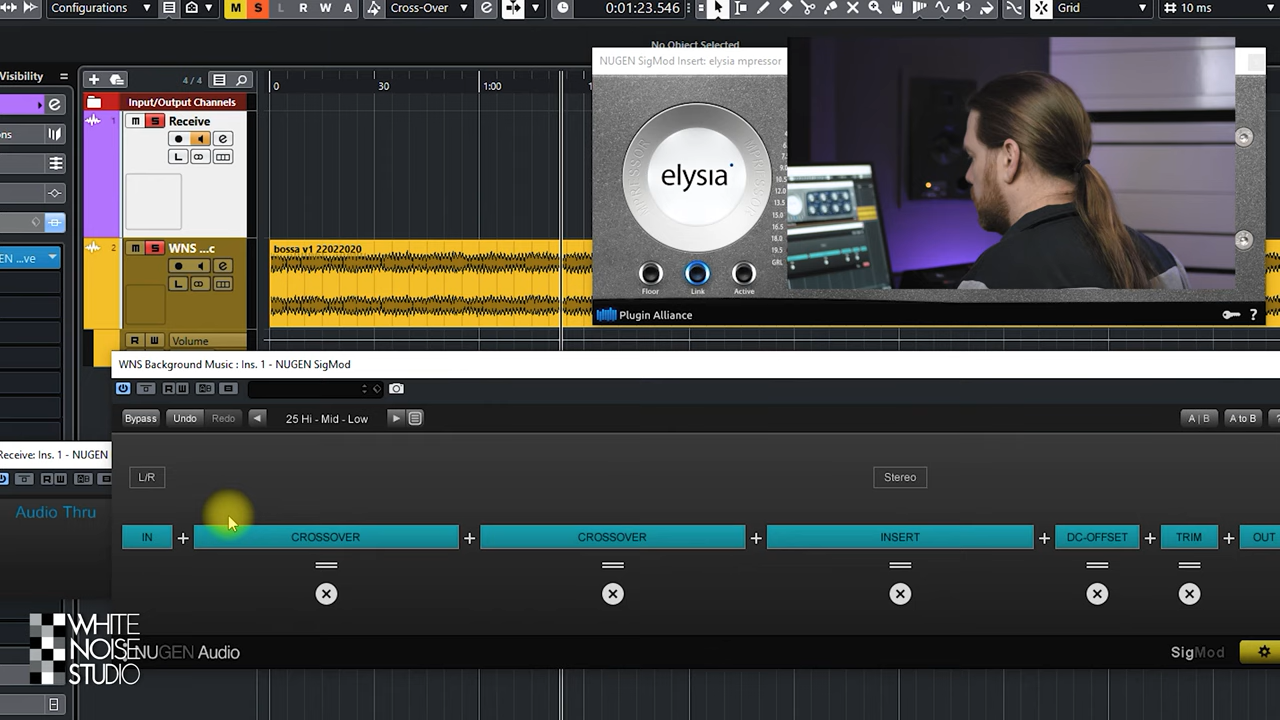 Configurations
M S L R W A
Cross-Over
0:01:23.546
Grid
10 ms
No Object Selected
Visibility
4/4
0 30 1:00
Input/Output Channels
NUGEN SigMod Insert: elysia mpressor
1 Receive
L
elysia
Floor Link Active
Plugin Alliance
?
2 WNS ...c
L
bossa v1 22022020
R W Volume
WNS Background Music : Ins. 1 - NUGEN SigMod
Bypass Undo Redo 25 Hi - Mid - Low A | B A to B
Receive: Ins. 1 - NUGEN
L/R Stereo
Audio Thru
IN + CROSSOVER + CROSSOVER + INSERT + DC-OFFSET + TRIM + OUT
WHITE
NOISE
STUDIO
NUGEN Audio
SigMod